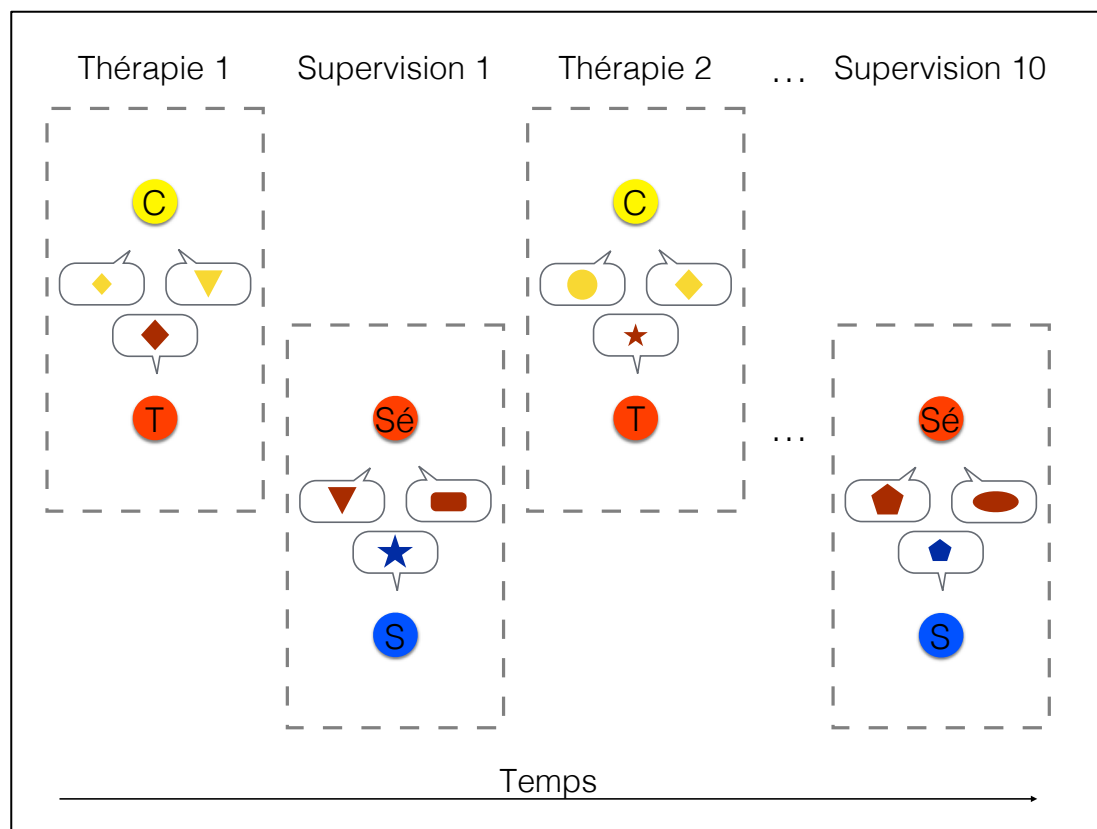 Thérapie 1
Supervision 1
Thérapie 2
...
Supervision 10
C
C
T
Sé
T
...
Sé
S
S
Temps